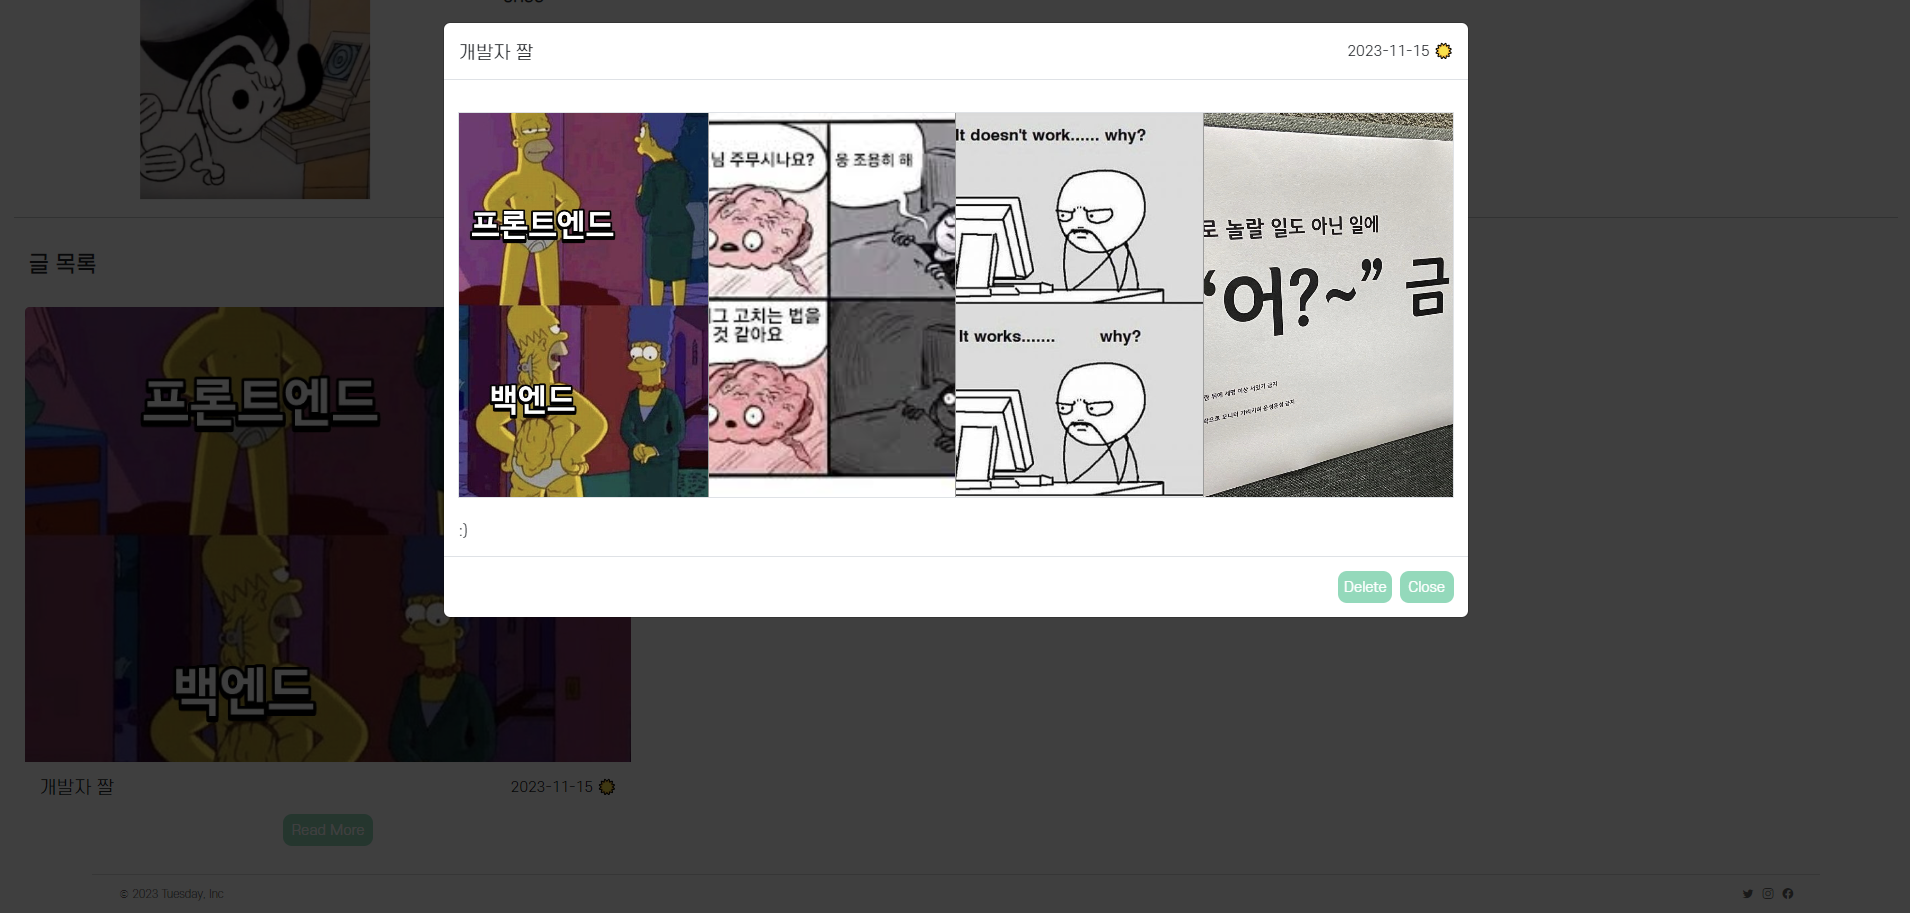 개발자 짤
2023-11-15
프론트엔드
백엔드
님 주무시나요?
웅 조용히 해
그 고치는 법을
것 같아요
It doesn't work...... why?
It works....... why?
로 놀랄 일도 아닌 일에
“어?~” 금
:)
Delete
Close
글 목록
프론트엔드
백엔드
개발자 짤
2023-11-15
Read More
© 2023 Tuesday, Inc